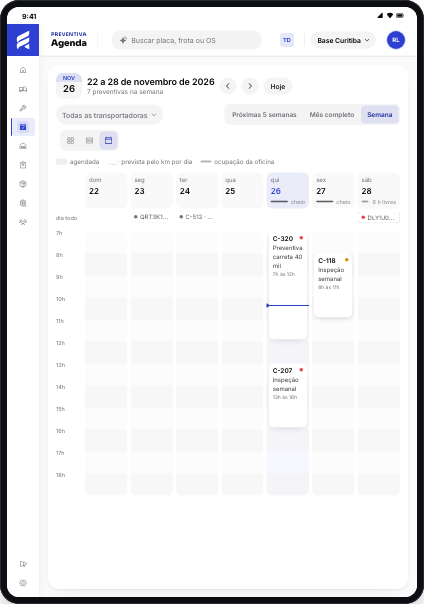 9:41
PREVENTIVA
Agenda
Buscar placa, frota ou OS
TD
Base Curitiba
RL
NOV
26
22 a 28 de novembro de 2026
7 preventivas na semana
Hoje
Todas as transportadoras
Próximas 5 semanas
Mês completo
Semana
agendada
prevista pelo km por dia
ocupação da oficina
dom
22
seg
23
ter
24
qua
25
qui
26
cheio
sex
27
cheio
sáb
28
8 h livres
dia todo
QRT3K1...
C-512 · ...
DLY1J0...
7h
8h
9h
10h
11h
12h
13h
14h
15h
16h
17h
18h
C-320
Preventiva
carreta 40
mil
7h às 12h
C-118
Inspeção
semanal
8h às 11h
C-207
Inspeção
semanal
13h às 16h